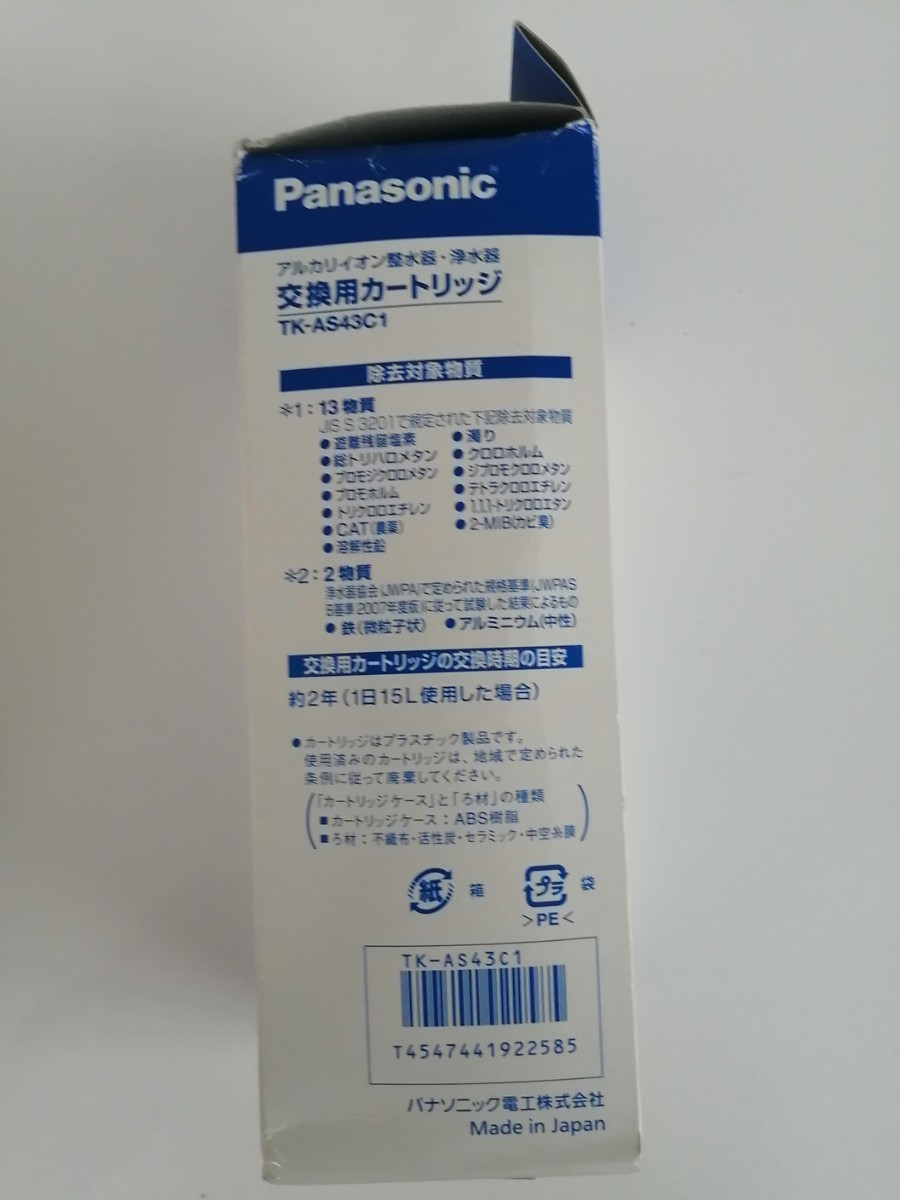 Panasonic
アルカリイオン整水器・浄水器
交換用カートリッジ
TK-AS43C1
除去対象物質
*1：13物質
JIS S 3201で規定された下記除去対象物質
●遊離残留塩素 ●濁り
●総トリハロメタン ●クロロホルム
●ブロモジクロロメタン ●ジブロモクロロメタン
●ブロモホルム ●テトラクロロエチレン
●トリクロロエチレン ●1,1,1-トリクロロエタン
●CAT(農薬) ●2-MIB(カビ臭)
●溶解性鉛
*2：2物質
浄水器協会(JWPA)で定められた規格基準(JWPAS
B基準 2007年度版)に従って試験した結果によるもの
●鉄(微粒子状) ●アルミニウム(中性)
交換用カートリッジの交換時期の目安
約2年(1日15L使用した場合)
●カートリッジはプラスチック製品です。
使用済みのカートリッジは、地域で定められた
条例に従って廃棄してください。
「カートリッジケース」と「ろ材」の種類
■カートリッジケース：ABS樹脂
■ろ材：不織布・活性炭・セラミック・中空糸膜
紙 箱 プラ 袋
>PE<
TK-AS43C1
T4547441922585
パナソニック電工株式会社
Made in Japan